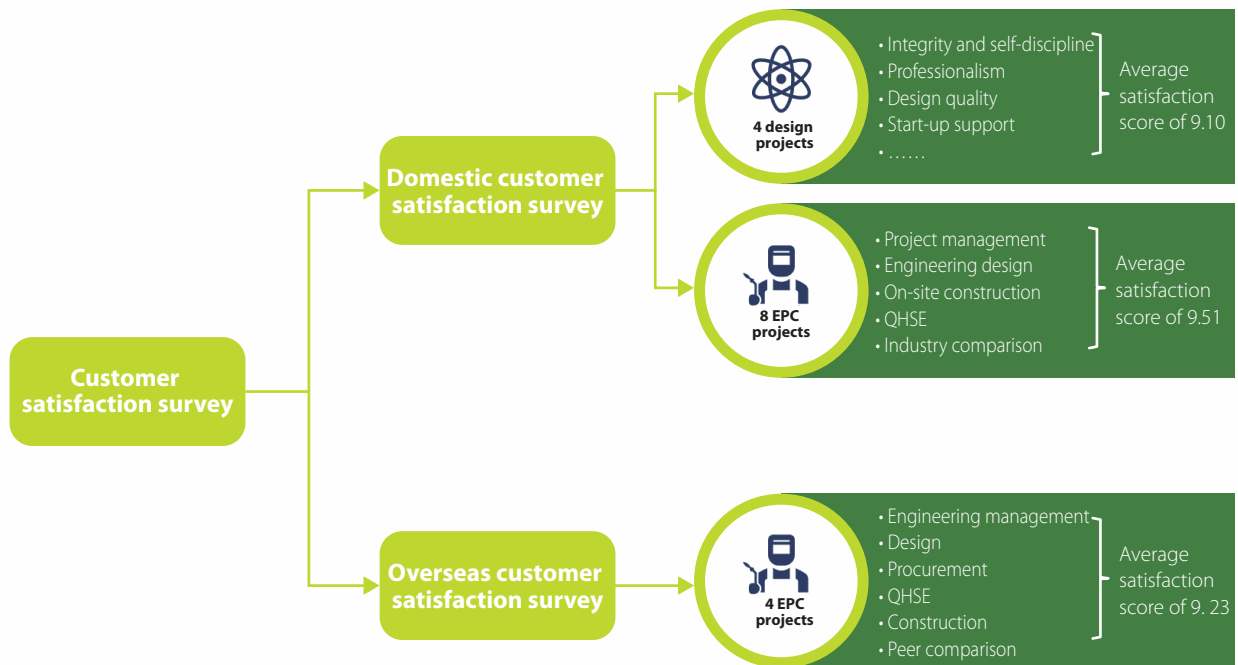 Customer
satisfaction survey
Domestic customer
satisfaction survey
4 design
projects
• Integrity and self-discipline
• Professionalism
• Design quality
• Start-up support
• ……
Average
satisfaction
score of 9.10
8 EPC
projects
• Project management
• Engineering design
• On-site construction
• QHSE
• Industry comparison
Average
satisfaction
score of 9.51
Overseas customer
satisfaction survey
4 EPC
projects
• Engineering management
• Design
• Procurement
• QHSE
• Construction
• Peer comparison
Average
satisfaction
score of 9. 23